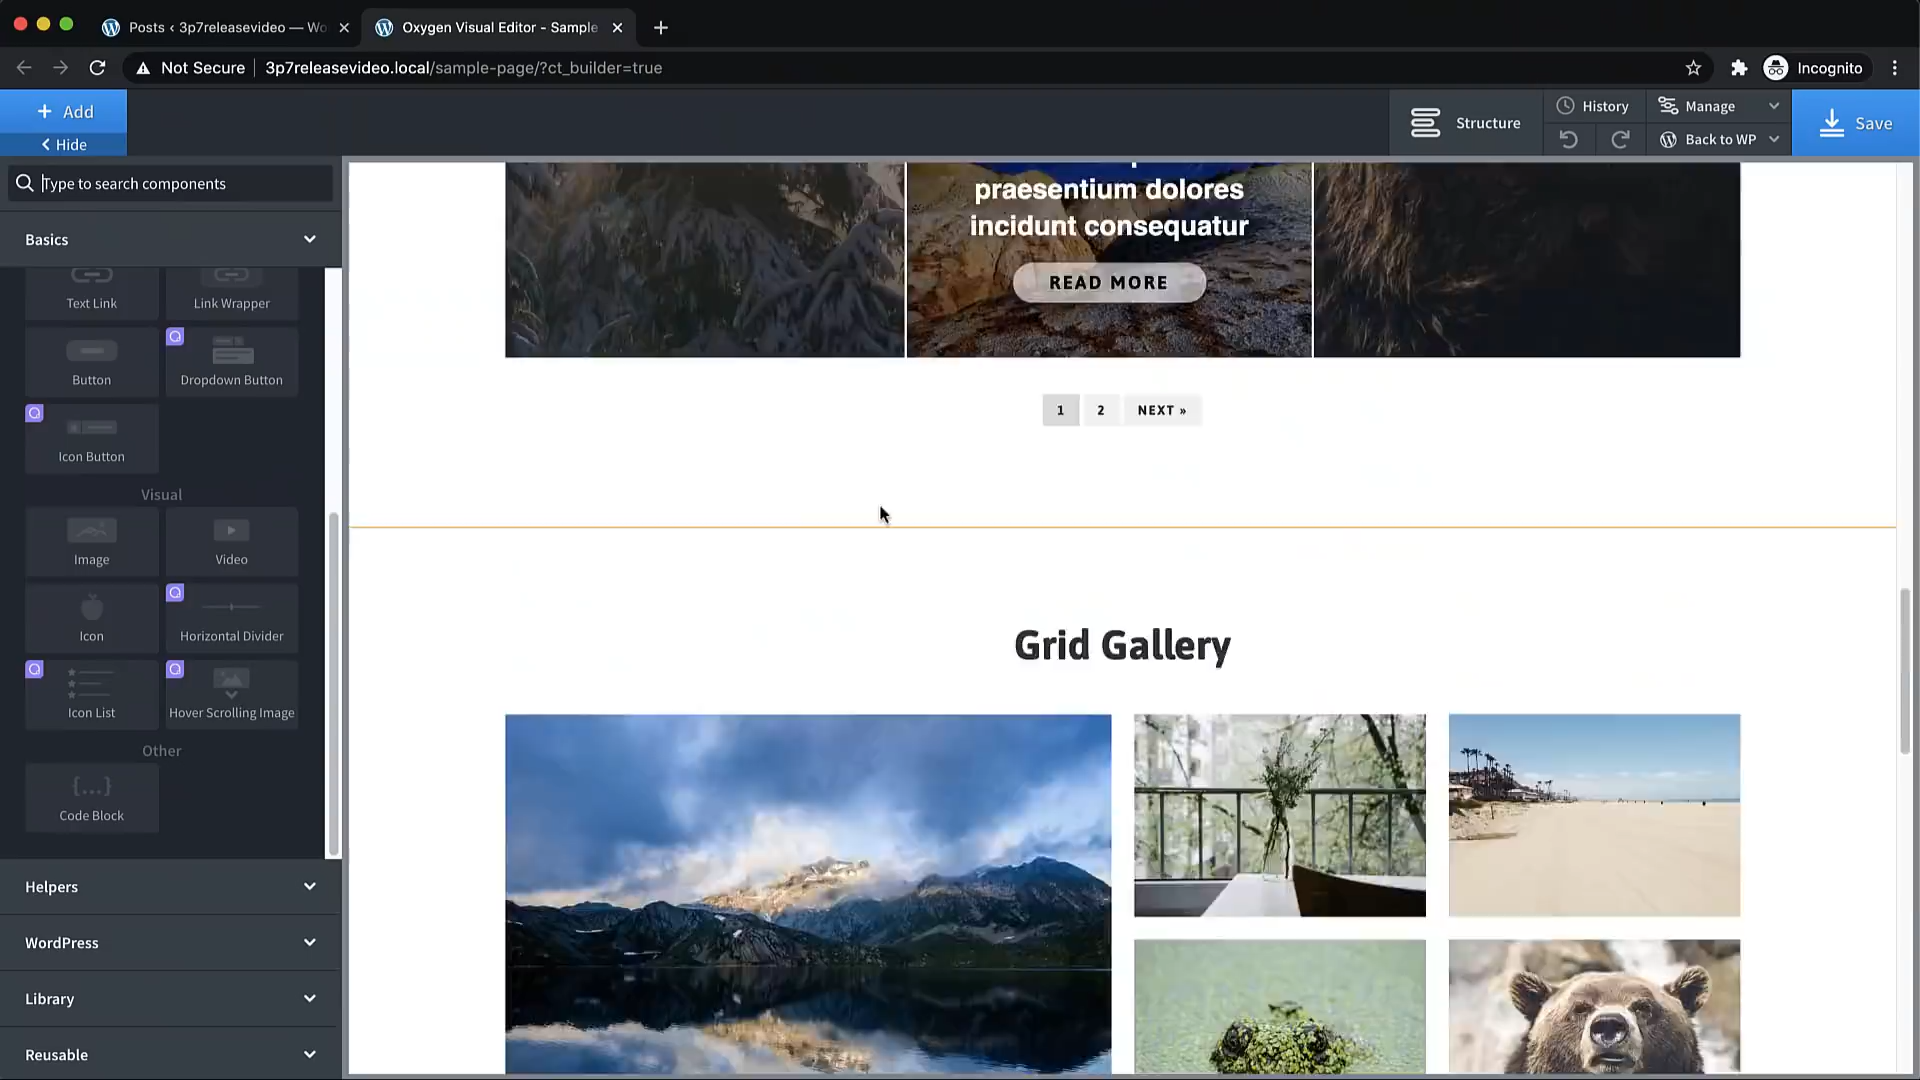 Posts ‹ 3p7releasevideo — Wo
Oxygen Visual Editor - Sample
Not Secure
3p7releasevideo.local/sample-page/?ct_builder=true
Incognito
+ Add
Hide
Structure
History
Manage
Back to WP
Save
Type to search components
Basics
Text Link
Link Wrapper
Button
Dropdown Button
Icon Button
Visual
Image
Video
Icon
Horizontal Divider
Icon List
Hover Scrolling Image
Other
{...}
Code Block
Helpers
WordPress
Library
Reusable
praesentium dolores
incidunt consequatur
READ MORE
1 2 NEXT »
Grid Gallery